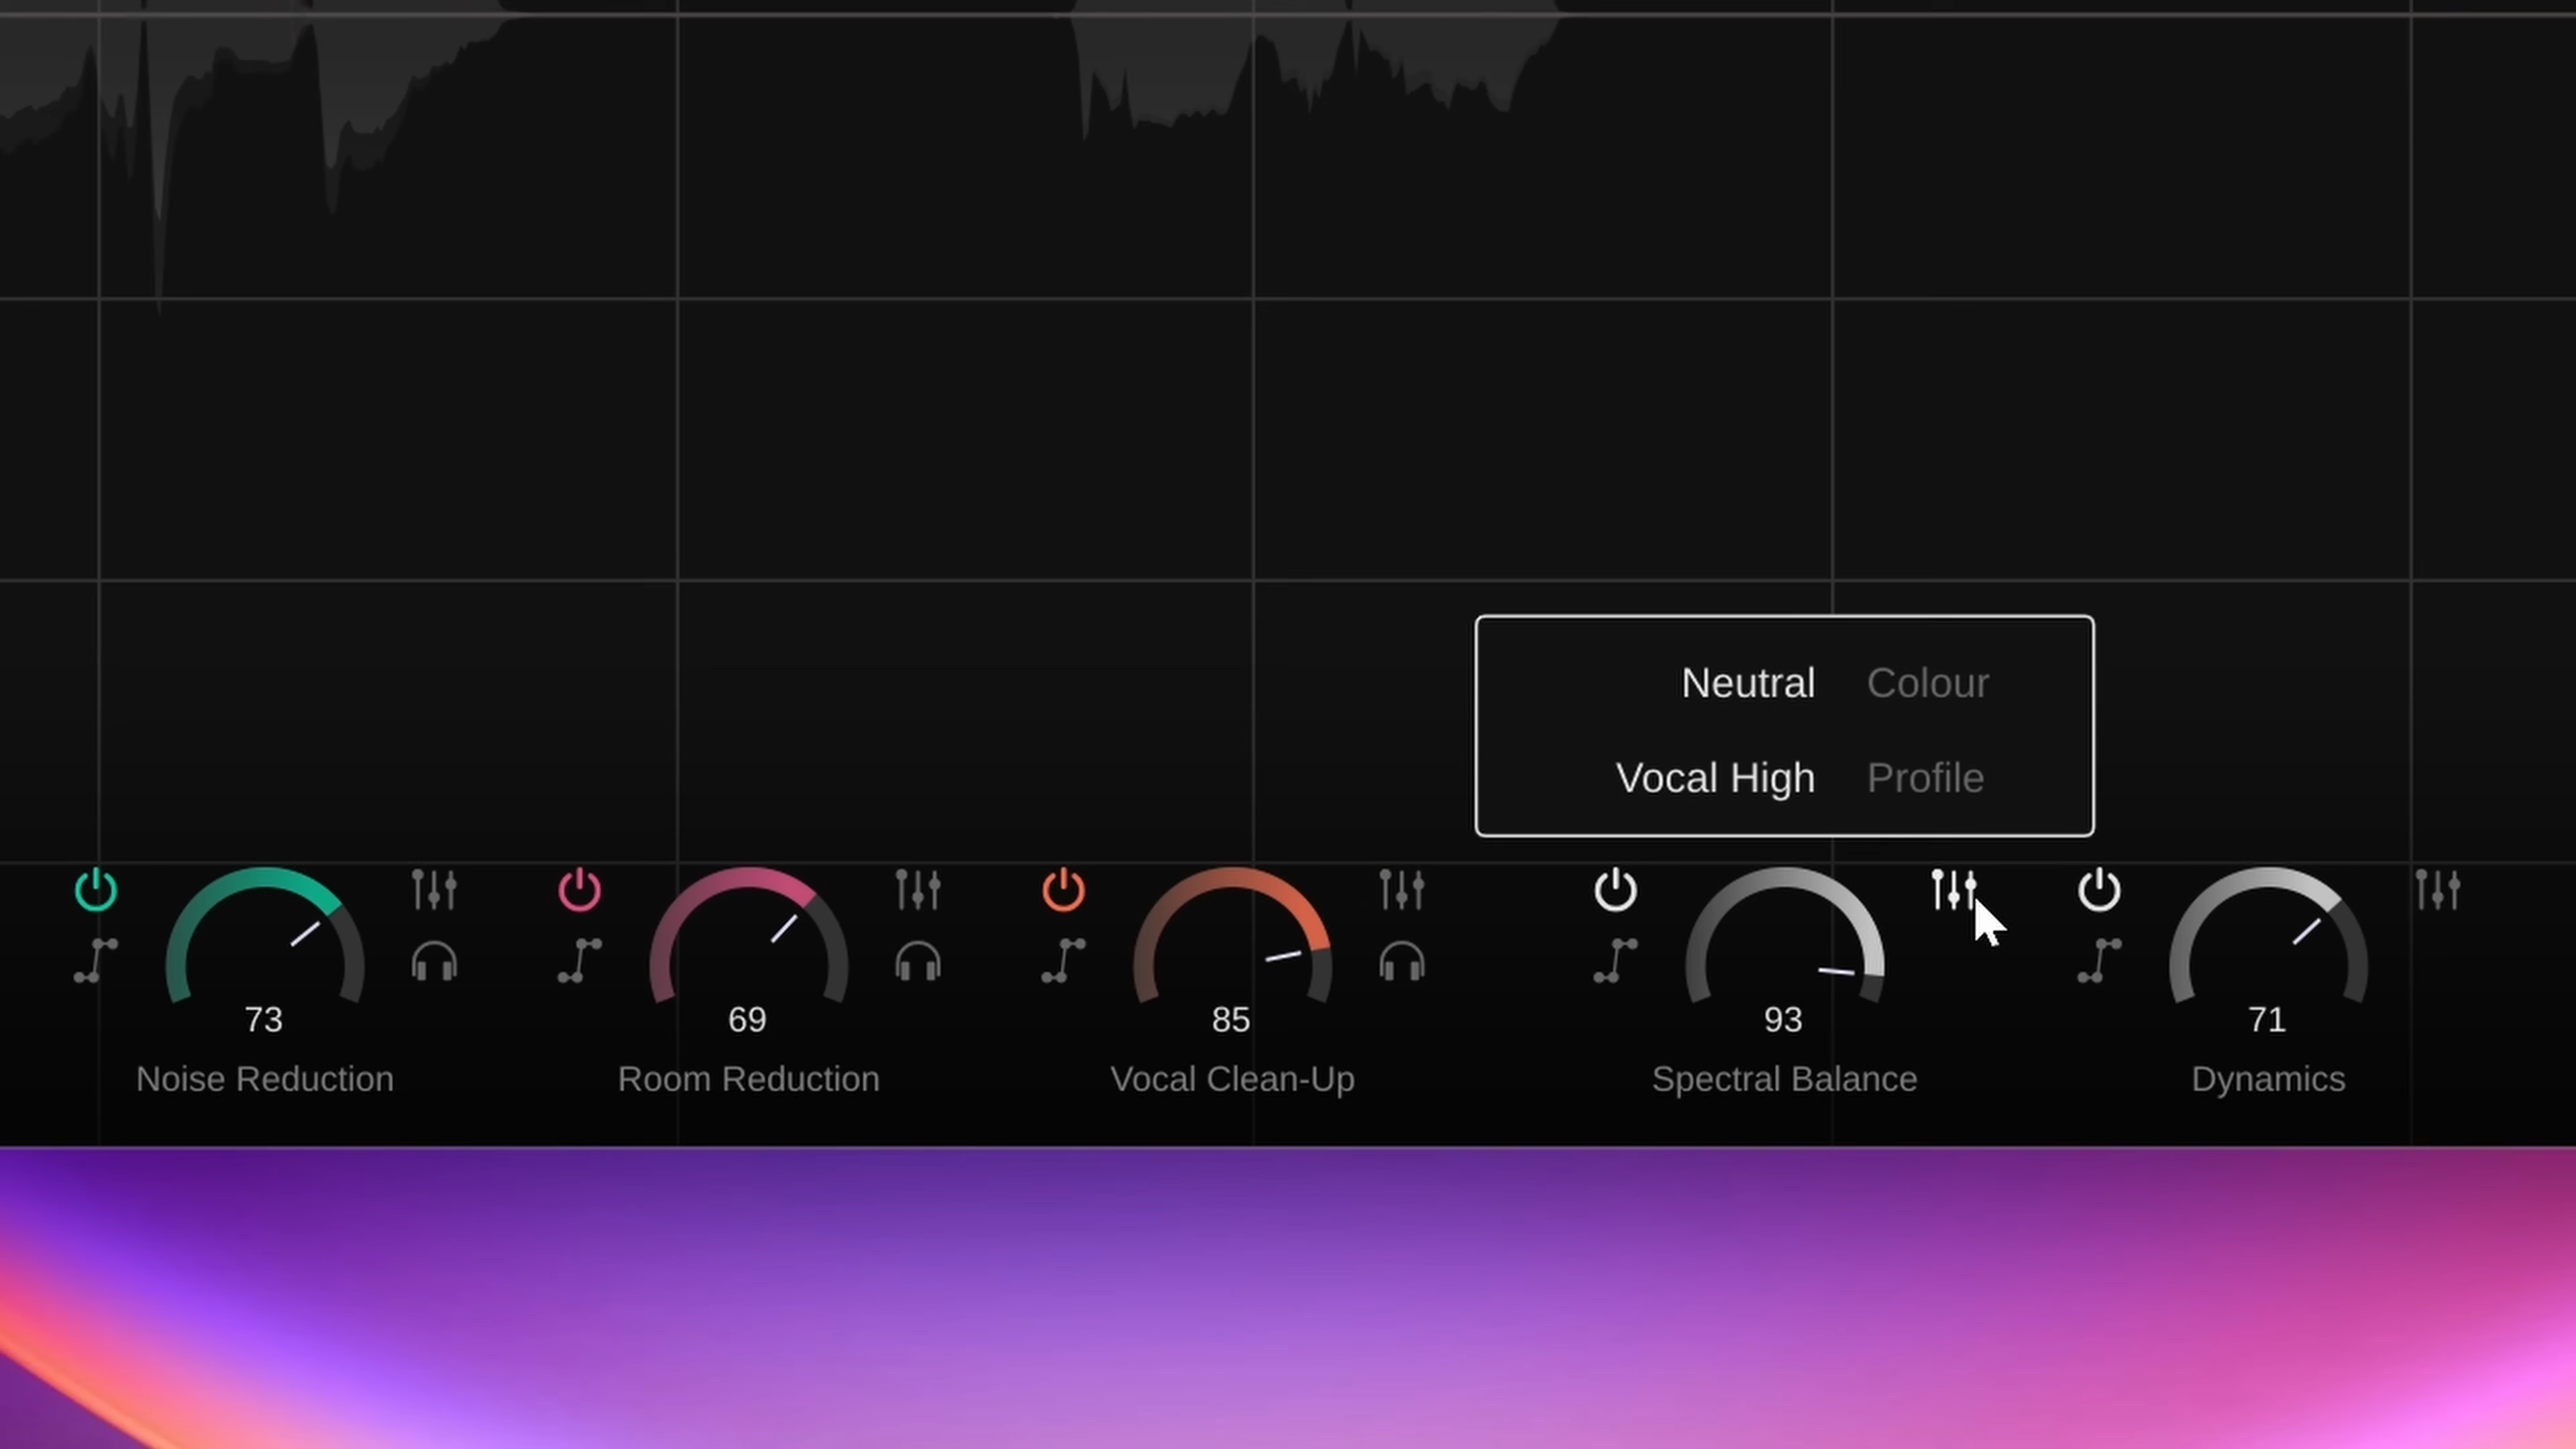 Neutral Colour
Vocal High Profile
73 69 85 93 71
Noise Reduction Room Reduction Vocal Clean-Up Spectral Balance Dynamics